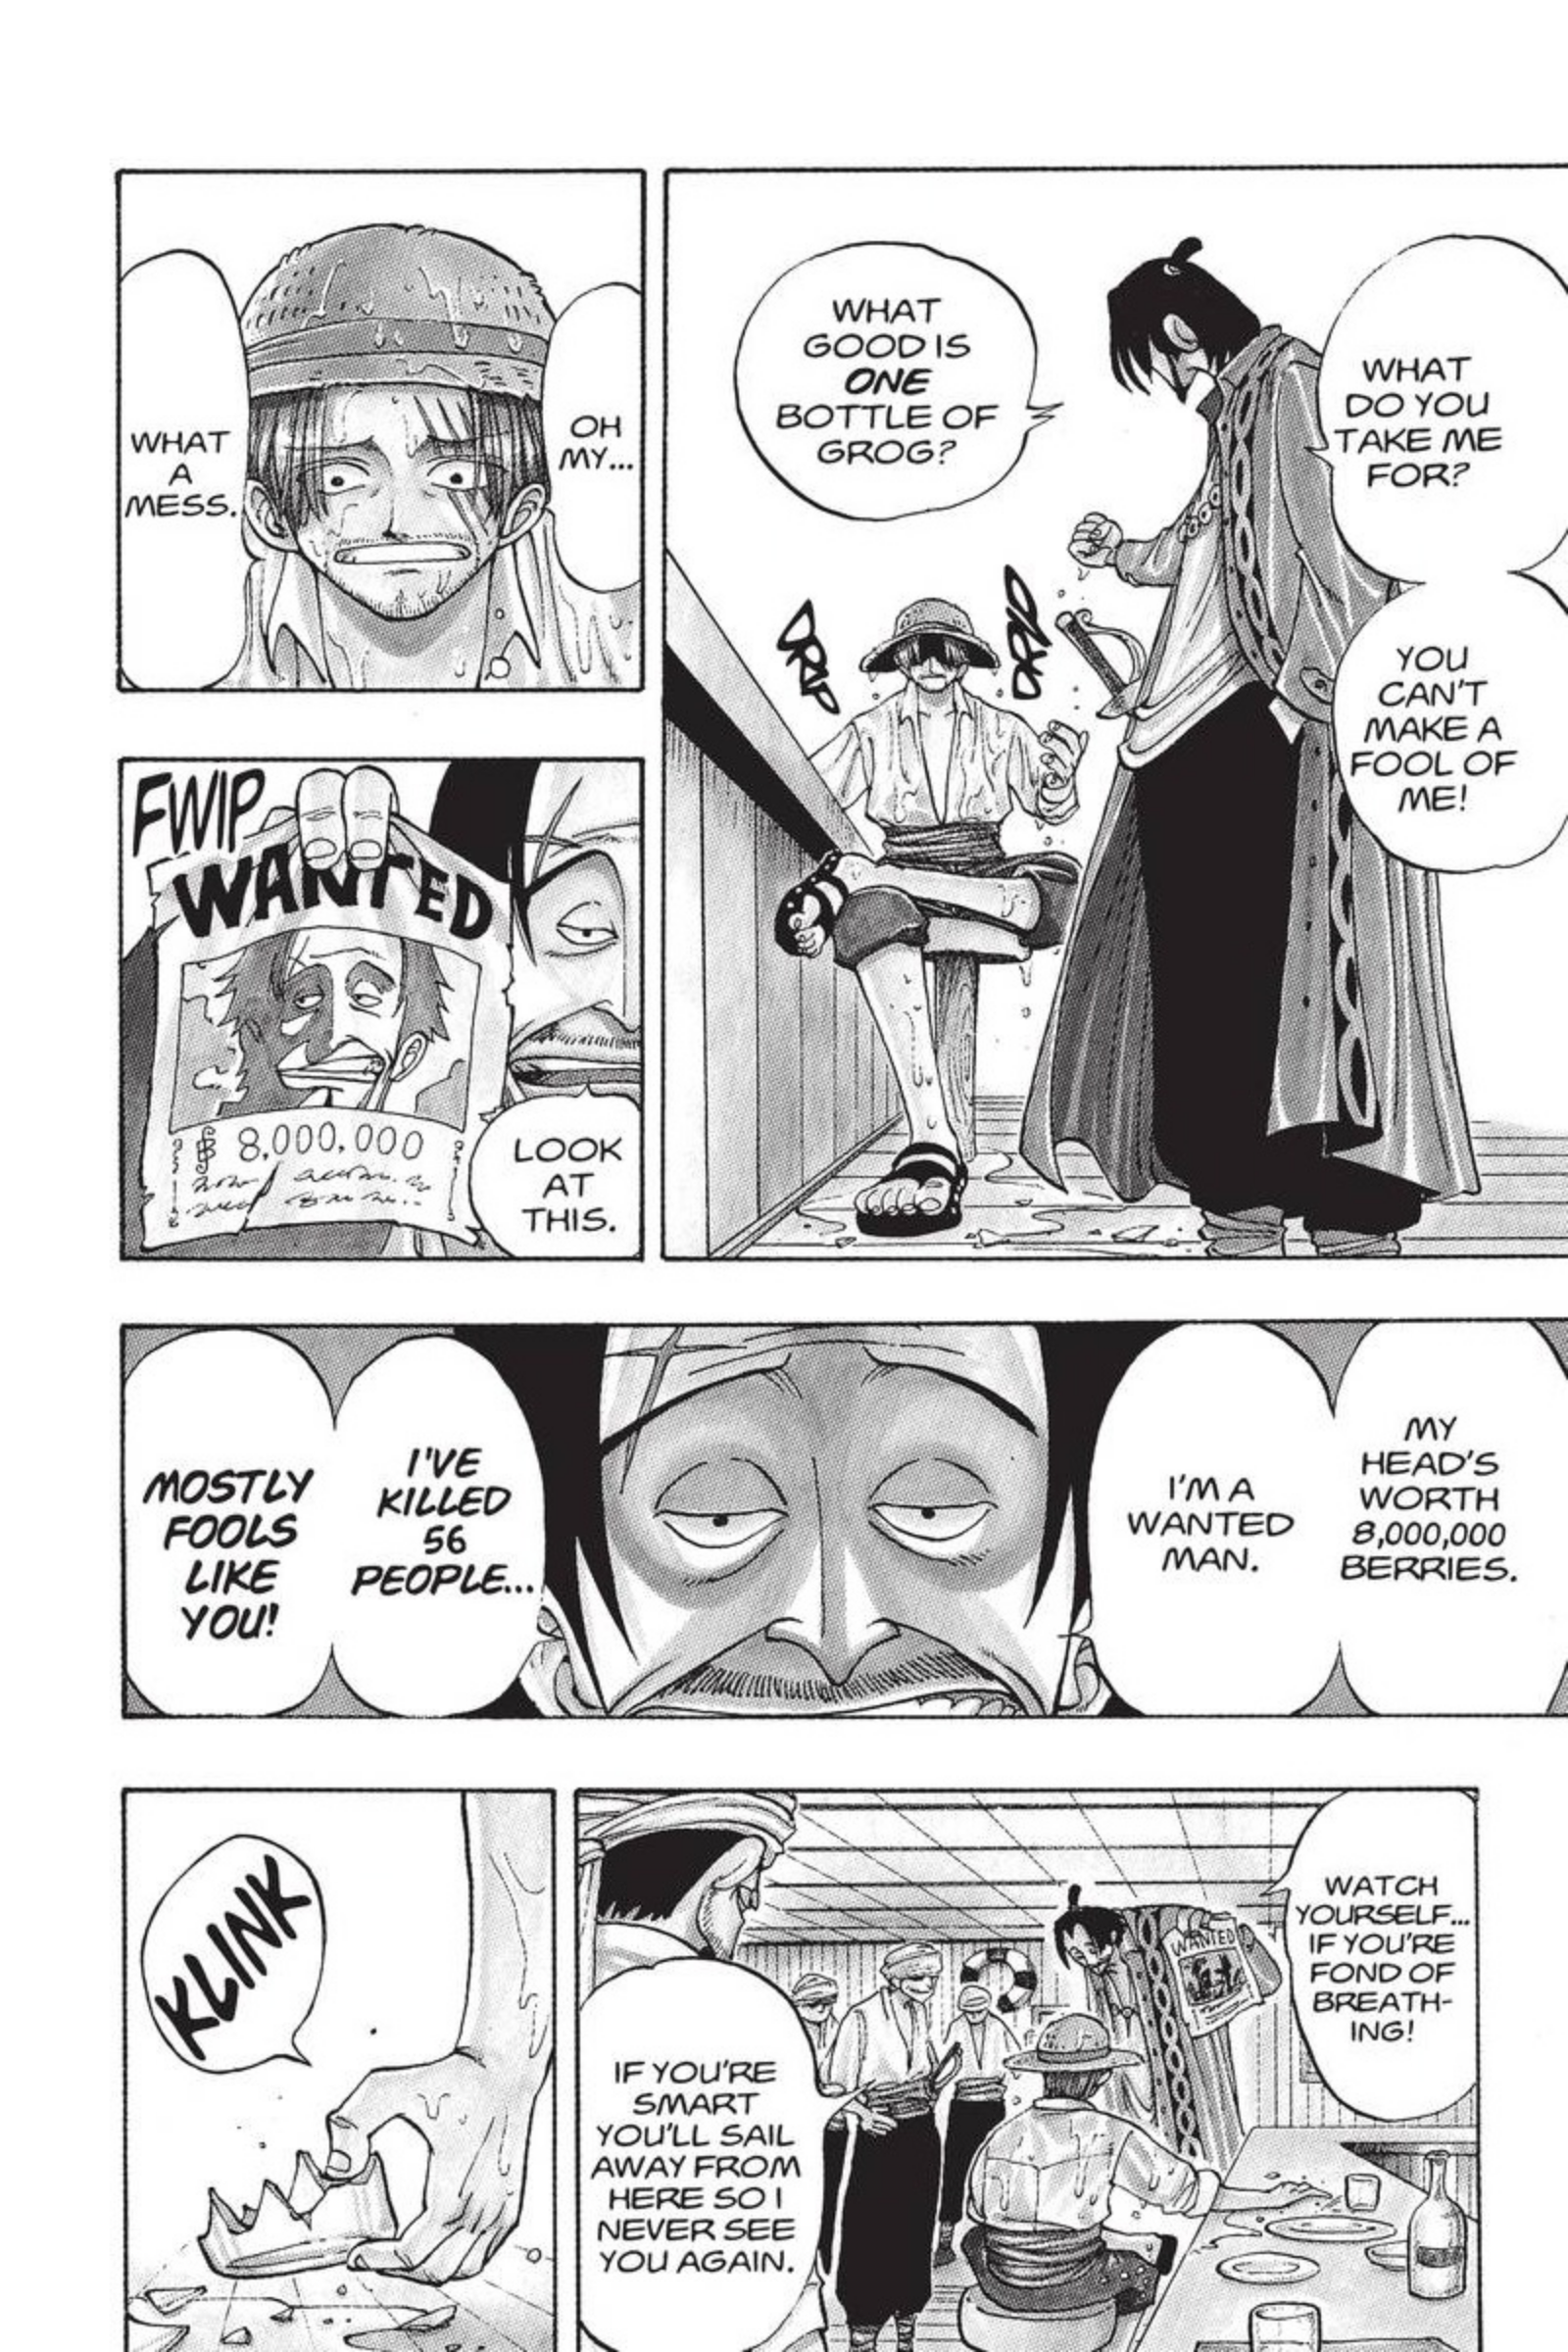 WHAT
DO YOU
TAKE ME
FOR?
YOU
CAN'T
MAKE A
FOOL OF
ME!
WHAT
GOOD IS
ONE
BOTTLE OF
GROG?
DRIP
DRIP
OH
MY...
WHAT
A
MESS.
FWIP
WANTED
8,000,000
LOOK
AT
THIS.
MY
HEAD'S
WORTH
8,000,000
BERRIES.
I'M A
WANTED
MAN.
I'VE
KILLED
56
PEOPLE...
MOSTLY
FOOLS
LIKE
YOU!
WATCH
YOURSELF...
IF YOU'RE
FOND OF
BREATH-
ING!
WANTED
IF YOU'RE
SMART
YOU'LL SAIL
AWAY FROM
HERE SO I
NEVER SEE
YOU AGAIN.
KLINK